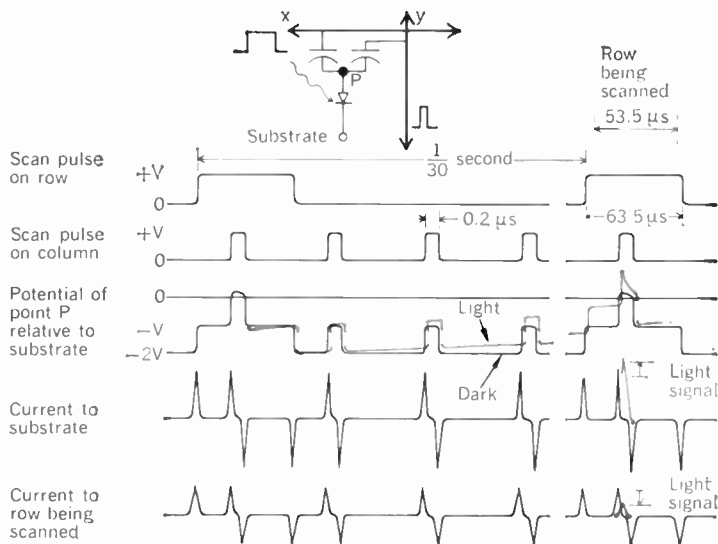 x
y
P
Substrate
Row
being
scanned
53.5 µs
Scan pulse
on row
+V
0
1/30 second
63.5µs
Scan pulse
on column
+V
0
0.2 µs
Potential of
point P
relative to
substrate
0
−V
−2V
Light
Dark
Current to
substrate
Light
signal
Current to
row being
scanned
Light
signal